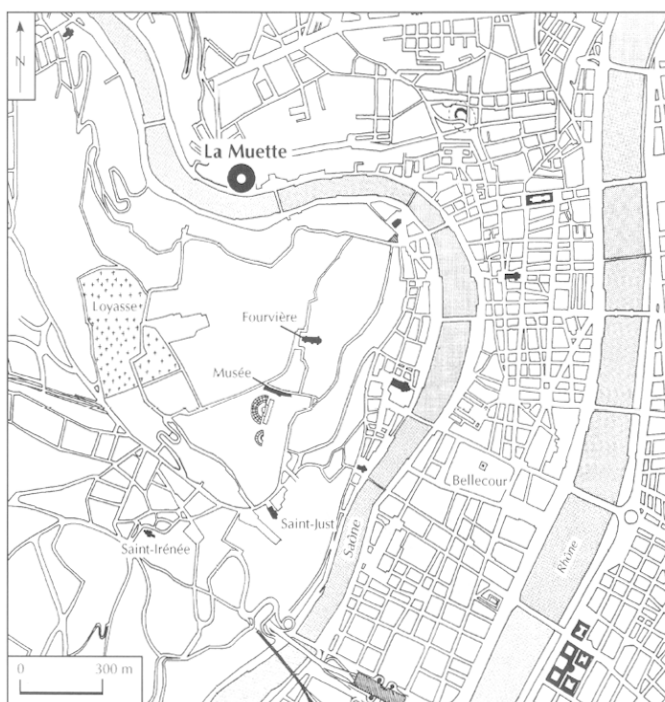 N
La Muette
Loyasse
Fourvière
Musée
Bellecour
Saint-Just
Saône
Saint-Irénée
Rhône
0 300 m